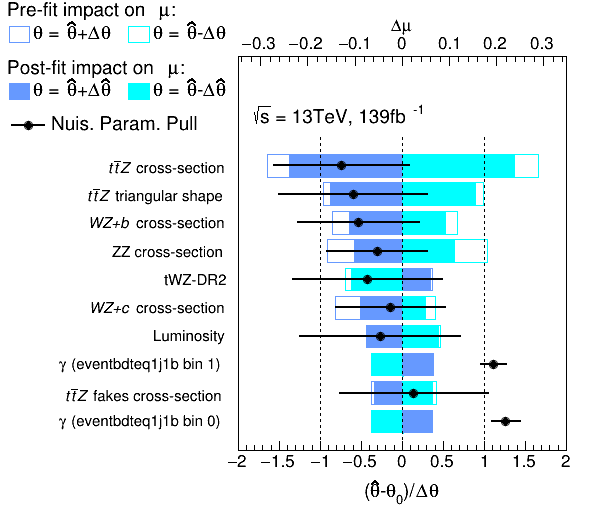 Pre-fit impact on μ:
θ = θ̂+Δθ θ = θ̂-Δθ
Post-fit impact on μ:
θ = θ̂+Δθ̂ θ = θ̂-Δθ̂
Nuis. Param. Pull
Δμ
−0.3 −0.2 −0.1 0 0.1 0.2 0.3
√s = 13TeV, 139fb⁻¹
tt̄Z cross-section
tt̄Z triangular shape
WZ+b cross-section
ZZ cross-section
tWZ-DR2
WZ+c cross-section
Luminosity
γ (eventbdteq1j1b bin 1)
tt̄Z fakes cross-section
γ (eventbdteq1j1b bin 0)
−2 −1.5 −1 −0.5 0 0.5 1 1.5 2
(θ̂-θ₀)/Δθ